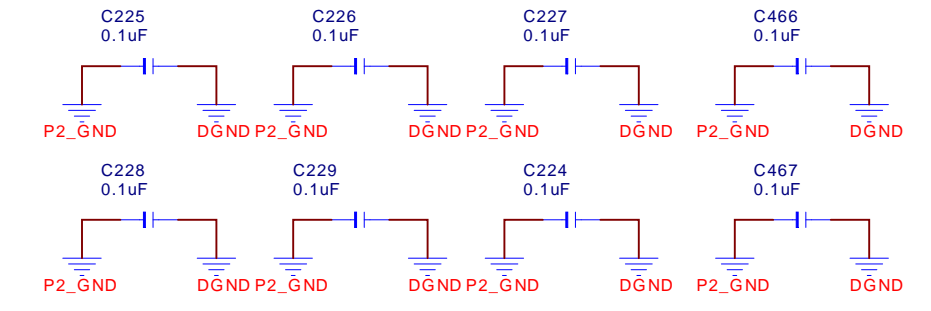 C225 C226 C227 C466
0.1uF 0.1uF 0.1uF 0.1uF
P2_GND DGND P2_GND DGND P2_GND DGND P2_GND DGND
C228 C229 C224 C467
0.1uF 0.1uF 0.1uF 0.1uF
P2_GND DGND P2_GND DGND P2_GND DGND P2_GND DGND